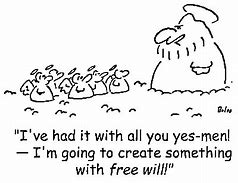 "I've had it with all you yes-men!
— I'm going to create something
with free will!"